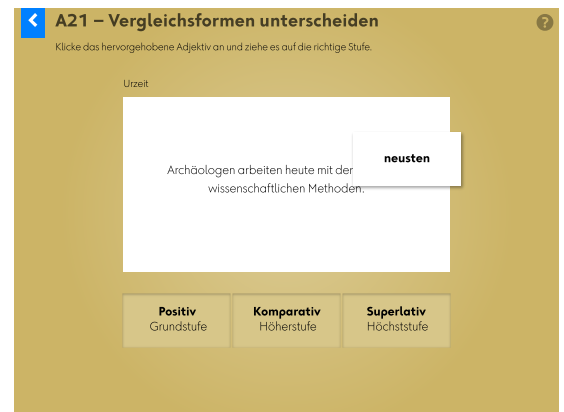 A21 – Vergleichsformen unterscheiden
Klicke das hervorgehobene Adjektiv an und ziehe es auf die richtige Stufe.
Urzeit
neusten
Archäologen arbeiten heute mit den
wissenschaftlichen Methoden.
Positiv
Grundstufe
Komparativ
Höherstufe
Superlativ
Höchststufe